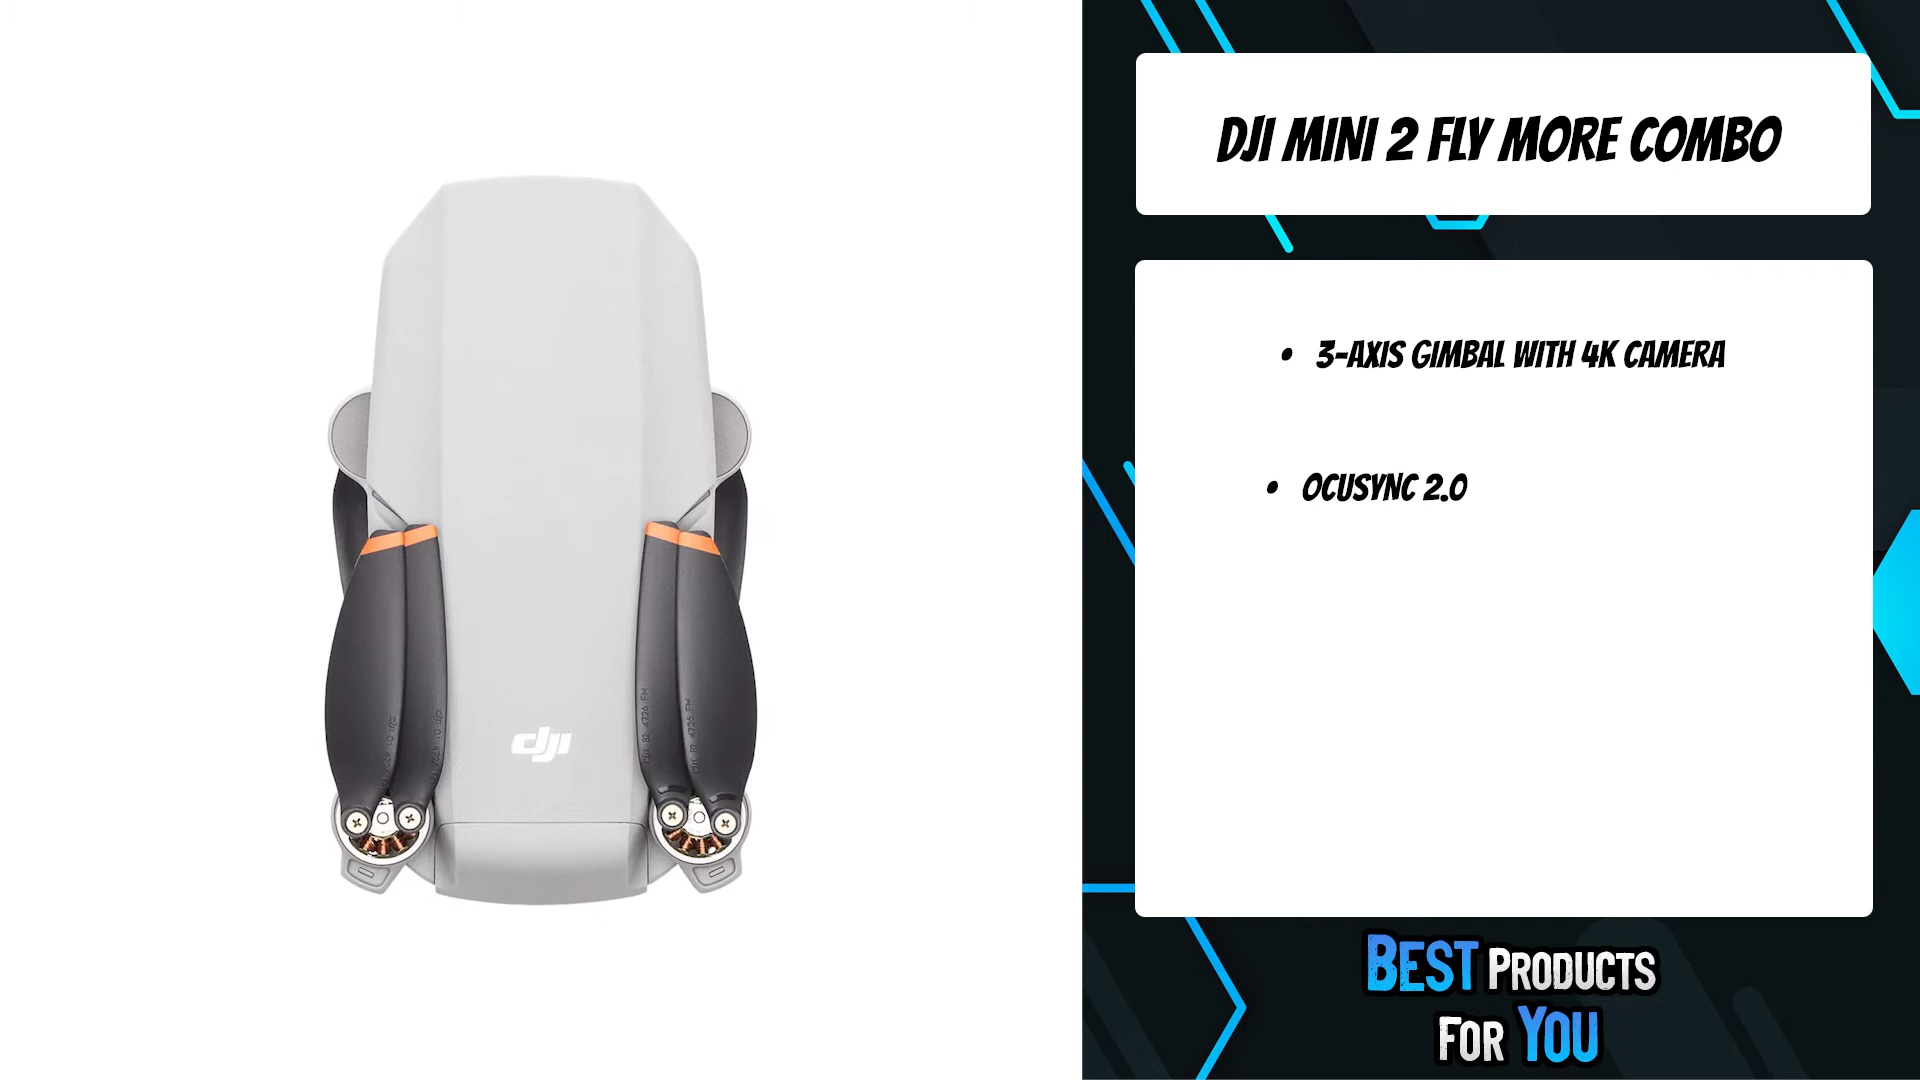 DJI MINI 2 FLY MORE COMBO
• 3-AXIS GIMBAL WITH 4K CAMERA
• OCUSYNC 2.0
dji
BEST PRODUCTS
FOR YOU